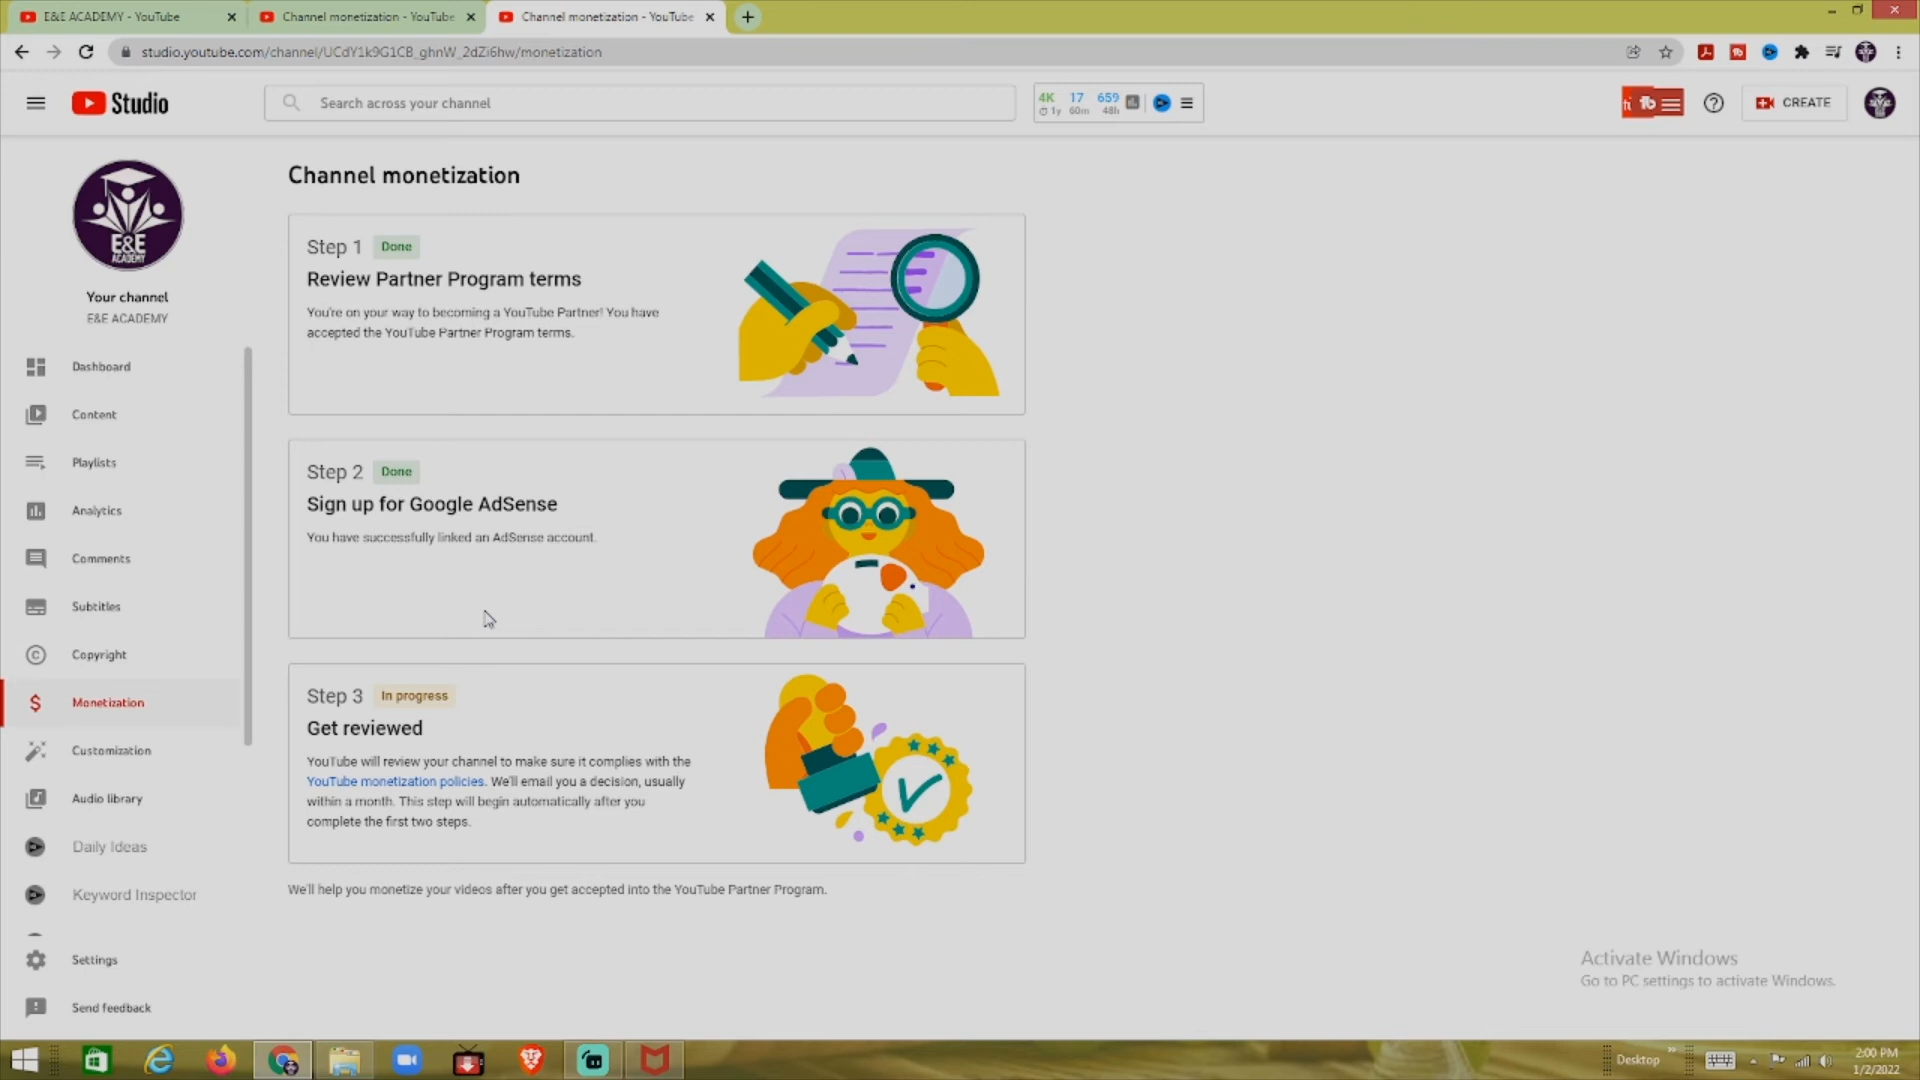 E&E ACADEMY - YouTube
Channel monetization - YouTube
Channel monetization - YouTube
studio.youtube.com/channel/UCdY1k9G1CB_ghnW_2dZi6hw/monetization
Studio
Search across your channel
4K 17 659
1y 60m 48h
CREATE
E&E
ACADEMY
Your channel
E&E ACADEMY
Dashboard
Content
Playlists
Analytics
Comments
Subtitles
Copyright
Monetization
Customization
Audio library
Daily Ideas
Keyword Inspector
Settings
Send feedback
Channel monetization
Step 1 Done
Review Partner Program terms
You're on your way to becoming a YouTube Partner! You have
accepted the YouTube Partner Program terms.
Step 2 Done
Sign up for Google AdSense
You have successfully linked an AdSense account.
Step 3 In progress
Get reviewed
YouTube will review your channel to make sure it complies with the
YouTube monetization policies. We'll email you a decision, usually
within a month. This step will begin automatically after you
complete the first two steps.
We'll help you monetize your videos after you get accepted into the YouTube Partner Program.
Activate Windows
Go to PC settings to activate Windows.
Desktop
2:00 PM
1/2/2022